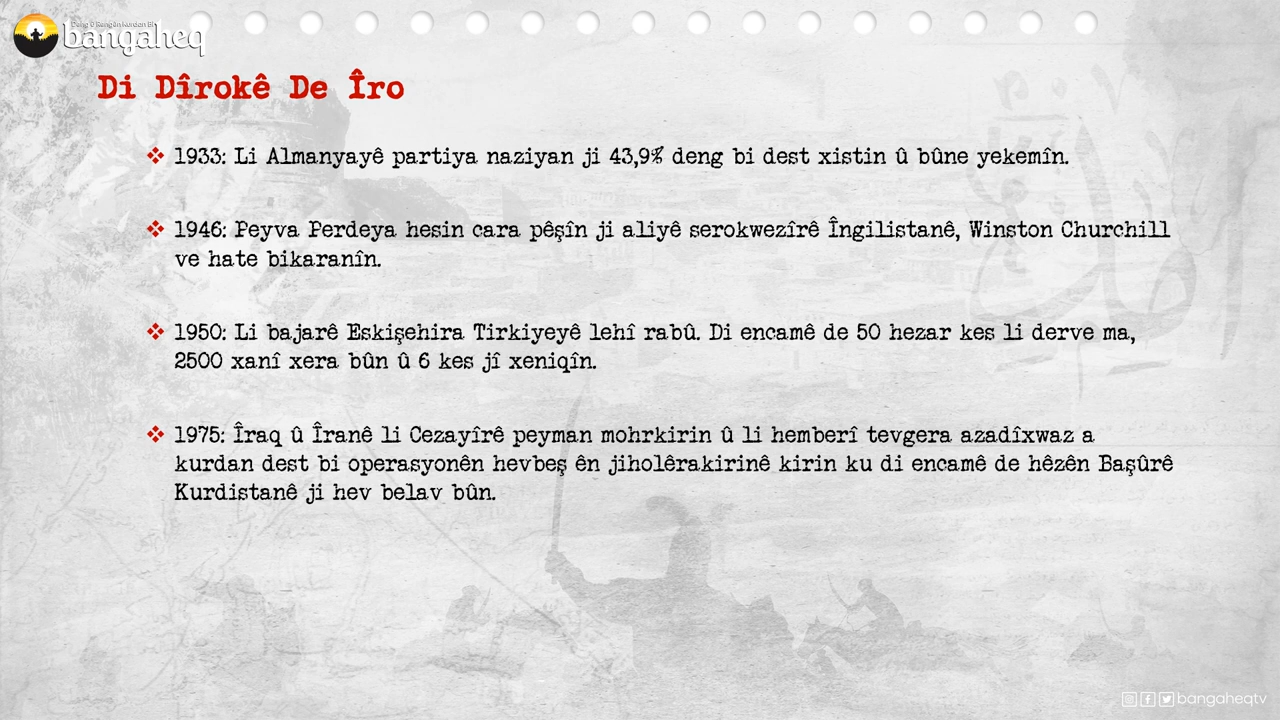 Deng û Rengên Kurdan Bi
bangaheq
Di Dîrokê De Îro
1933: Li Almanyayê partiya naziyan ji 43,9% deng bi dest xistin û bûne yekemîn.
1946: Peyva Perdeya hesin cara pêşîn ji aliyê serokwezîrê Îngilistanê, Winston Churchill
ve hate bikaranîn.
1950: Li bajarê Eskişehira Tirkiyeyê lehî rabû. Di encamê de 50 hezar kes li derve ma,
2500 xanî xera bûn û 6 kes jî xeniqîn.
1975: Îraq û Îranê li Cezayîrê peyman mohrkirin û li hemberî tevgera azadîxwaz a
kurdan dest bi operasyonên hevbeş ên jiholêrakirinê kirin ku di encamê de hêzên Başûrê
Kurdistanê ji hev belav bûn.
bangaheqtv